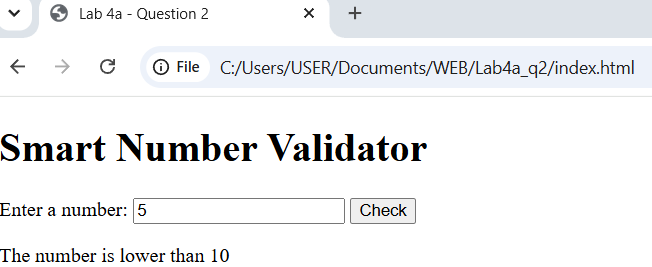 Lab 4a - Question 2
File C:/Users/USER/Documents/WEB/Lab4a_q2/index.html
Smart Number Validator
Enter a number: 5 Check
The number is lower than 10